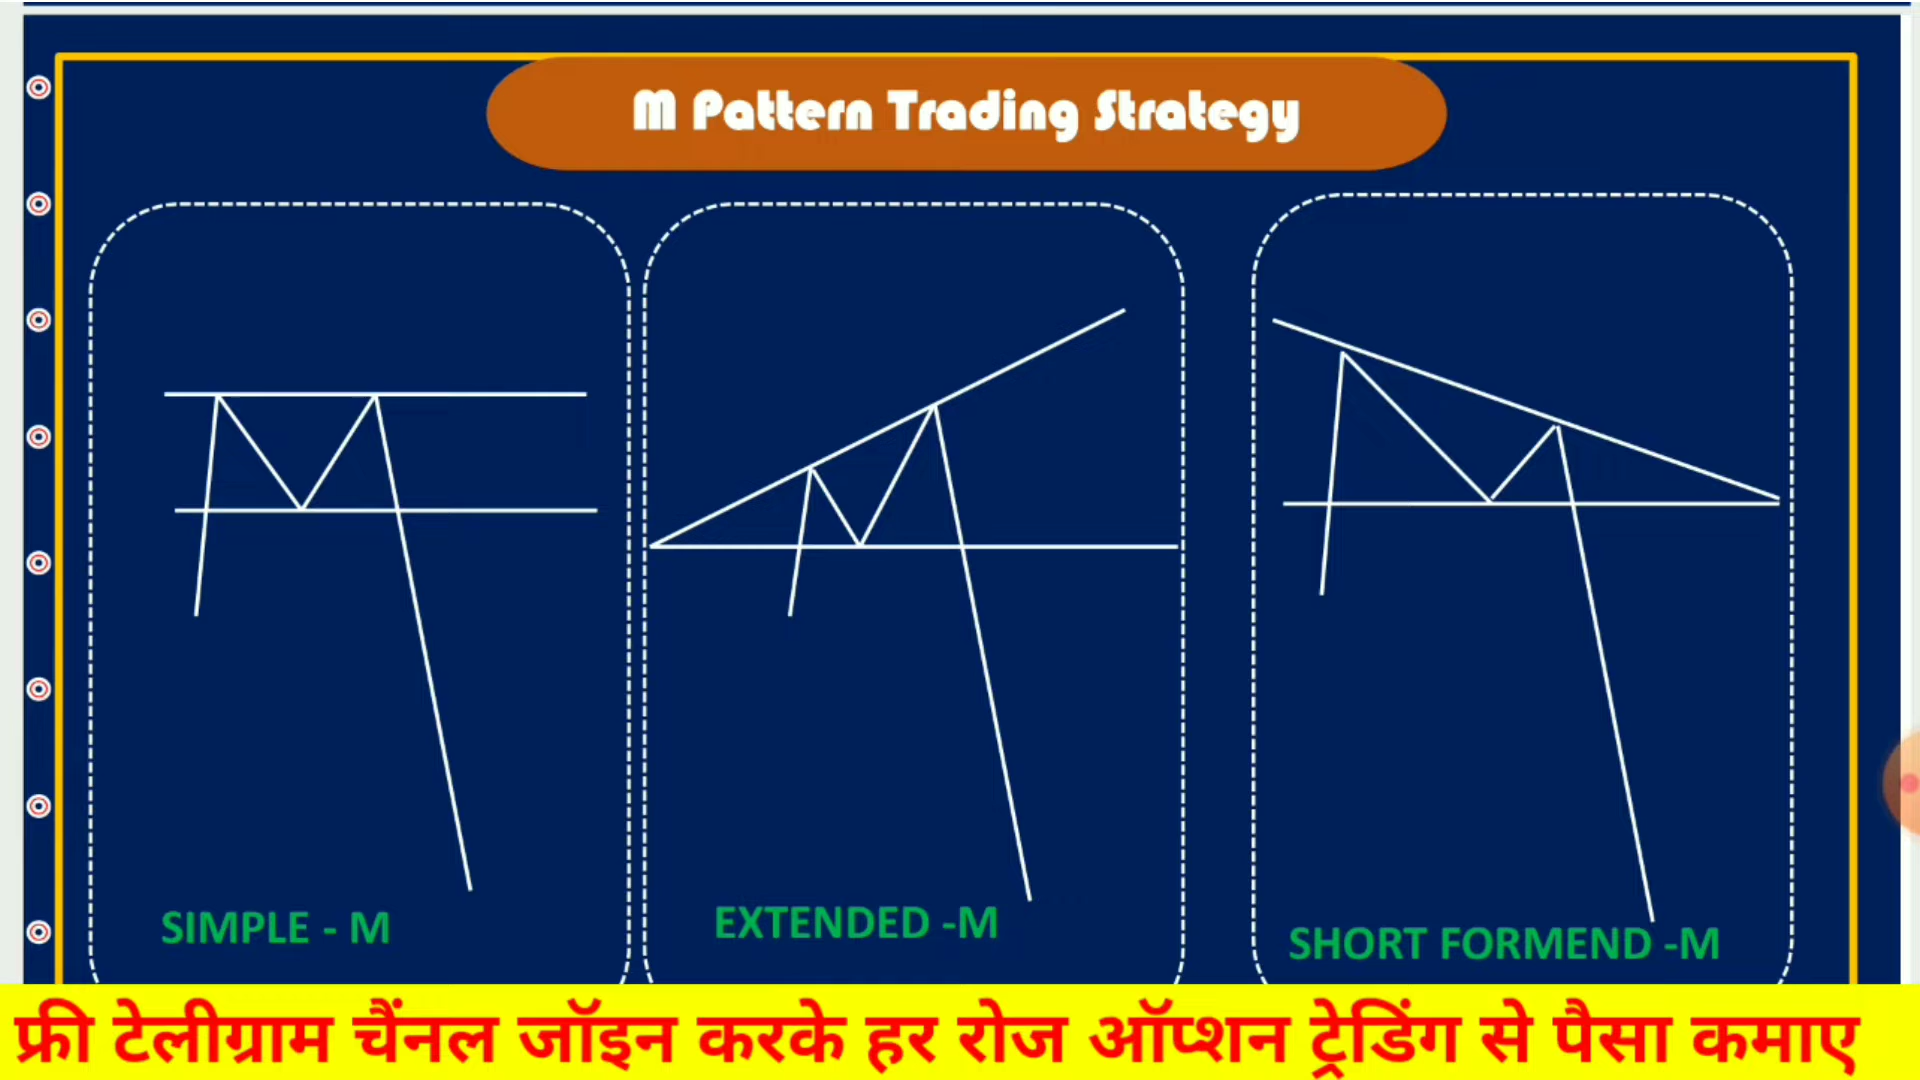 M Pattern Trading Strategy
SIMPLE - M
EXTENDED -M
SHORT FORMEND -M
फ्री टेलीग्राम चैंनल जॉइन करके हर रोज ऑप्शन ट्रेडिंग से पैसा कमाए